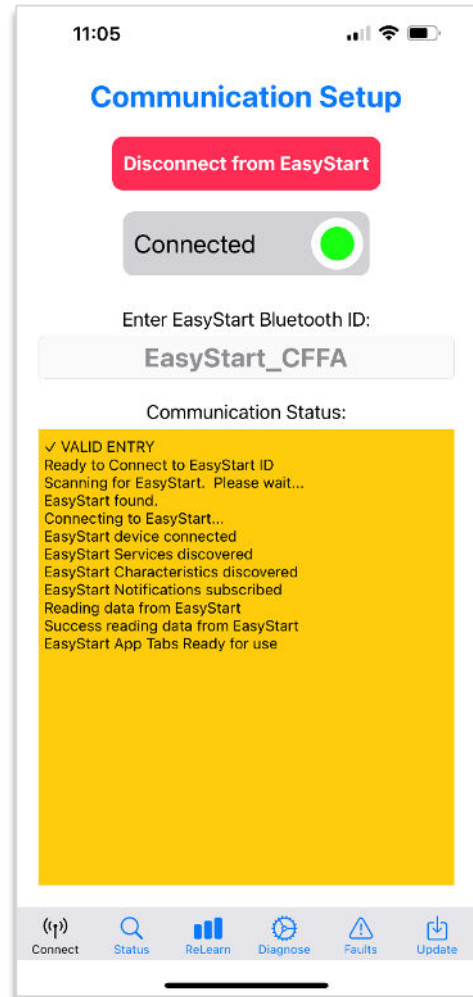 11:05
Communication Setup
Disconnect from EasyStart
Connected
Enter EasyStart Bluetooth ID:
EasyStart_CFFA
Communication Status:
✓ VALID ENTRY
Ready to Connect to EasyStart ID
Scanning for EasyStart.  Please wait...
EasyStart found.
Connecting to EasyStart...
EasyStart device connected
EasyStart Services discovered
EasyStart Characteristics discovered
EasyStart Notifications subscribed
Reading data from EasyStart
Success reading data from EasyStart
EasyStart App Tabs Ready for use
Connect Status ReLearn Diagnose Faults Update